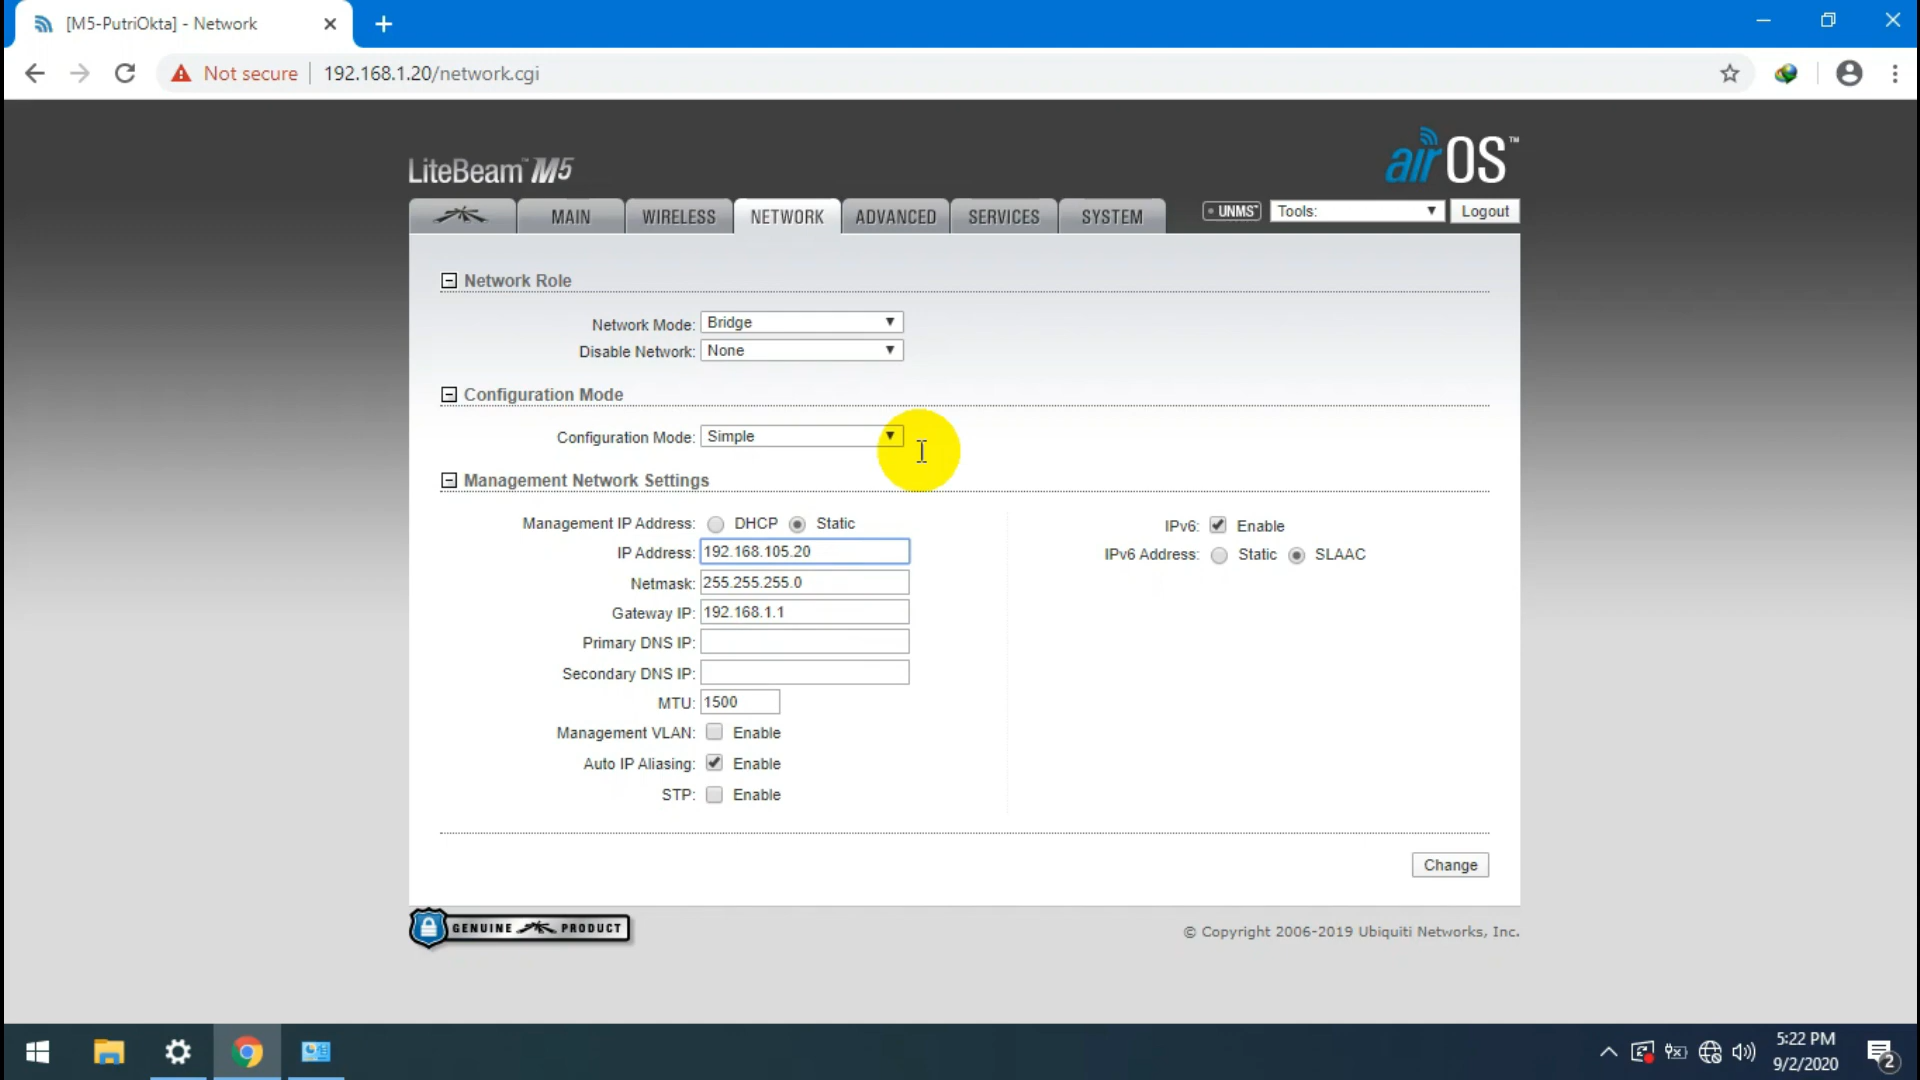 [M5-PutriOkta] - Network
Not secure
192.168.1.20/network.cgi
LiteBeam™ M5
airOS™
MAIN
WIRELESS
NETWORK
ADVANCED
SERVICES
SYSTEM
UNMS™
Tools:
Logout
Network Role
Network Mode: Bridge
Disable Network: None
Configuration Mode
Configuration Mode: Simple
Management Network Settings
Management IP Address: DHCP Static
IP Address: 192.168.105.20
Netmask: 255.255.255.0
Gateway IP: 192.168.1.1
Primary DNS IP:
Secondary DNS IP:
MTU: 1500
Management VLAN: Enable
Auto IP Aliasing: Enable
STP: Enable
IPv6: Enable
IPv6 Address: Static SLAAC
Change
GENUINE PRODUCT
© Copyright 2006-2019 Ubiquiti Networks, Inc.
5:22 PM
9/2/2020
2